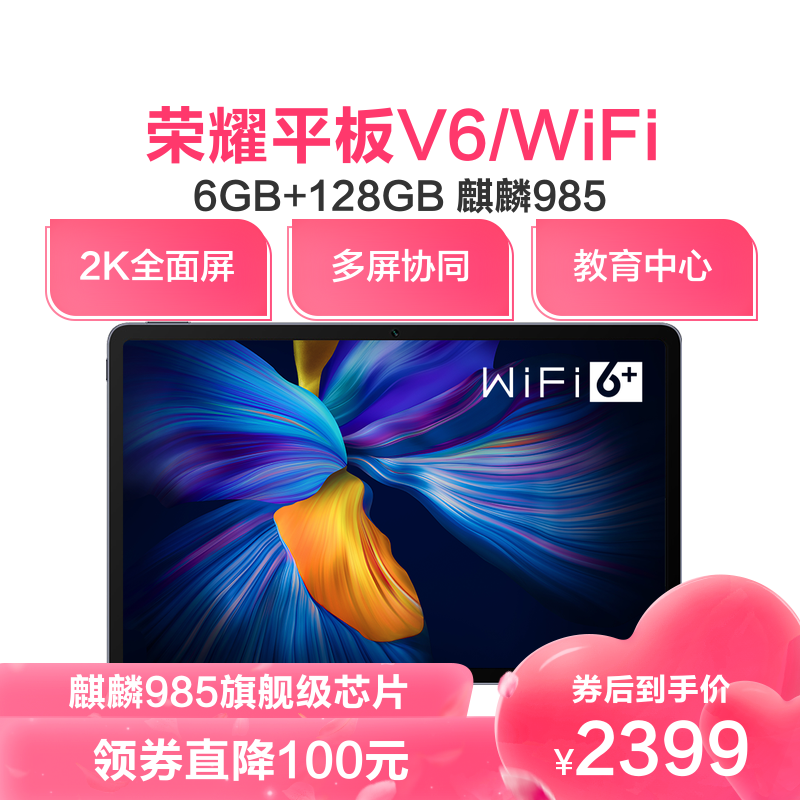 荣耀平板V6/WiFi
6GB+128GB 麒麟985
2K全面屏
多屏协同
教育中心
WiFi 6+
麒麟985旗舰级芯片
领券直降100元
券后到手价
¥2399